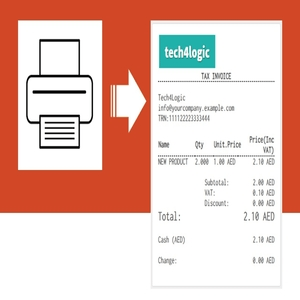 tech4logic
TAX INVOICE
Tech4Logic
info@yourcompany.example.com
TRN:111122223333444
Name Qty Unit.Price Price(Inc VAT)
NEW PRODUCT 2.000 1.00 AED 2.10 AED
Subtotal: 2.00 AED
VAT: 0.10 AED
Discount: 0.00 AED
Total: 2.10 AED
Cash (AED) 2.10 AED
Change: 0.00 AED